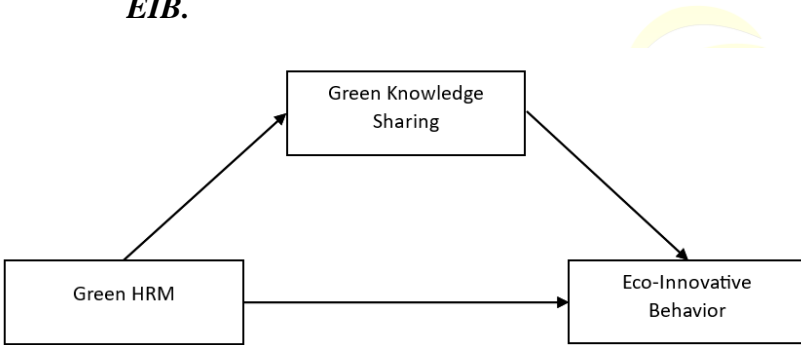 EIB.
Green Knowledge
Sharing
Green HRM
Eco-Innovative
Behavior